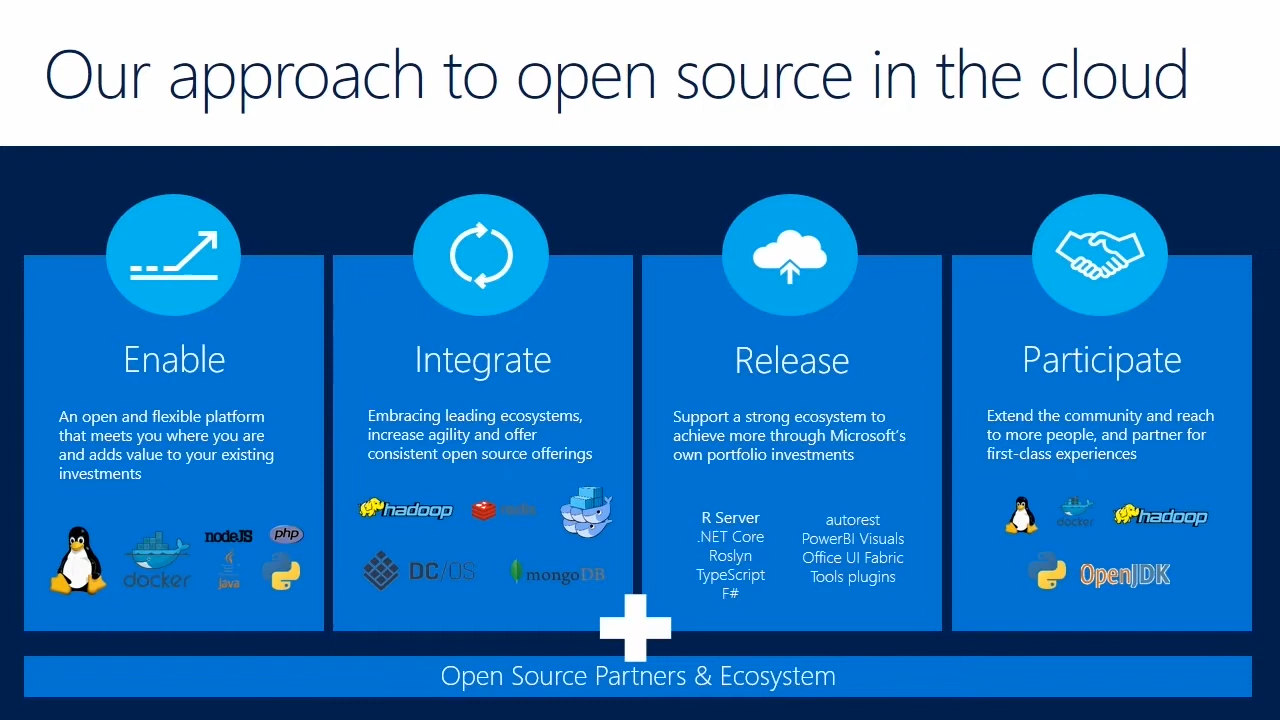 Our approach to open source in the cloud
Enable
An open and flexible platform
that meets you where you are
and adds value to your existing
investments
nodeJS
php
docker
java
Integrate
Embracing leading ecosystems,
increase agility and offer
consistent open source offerings
hadoop
redis
DC/OS
mongoDB
Release
Support a strong ecosystem to
achieve more through Microsoft's
own portfolio investments
R Server
.NET Core
Roslyn
TypeScript
F#
autorest
PowerBI Visuals
Office UI Fabric
Tools plugins
Participate
Extend the community and reach
to more people, and partner for
first-class experiences
docker
hadoop
OpenJDK
Open Source Partners & Ecosystem